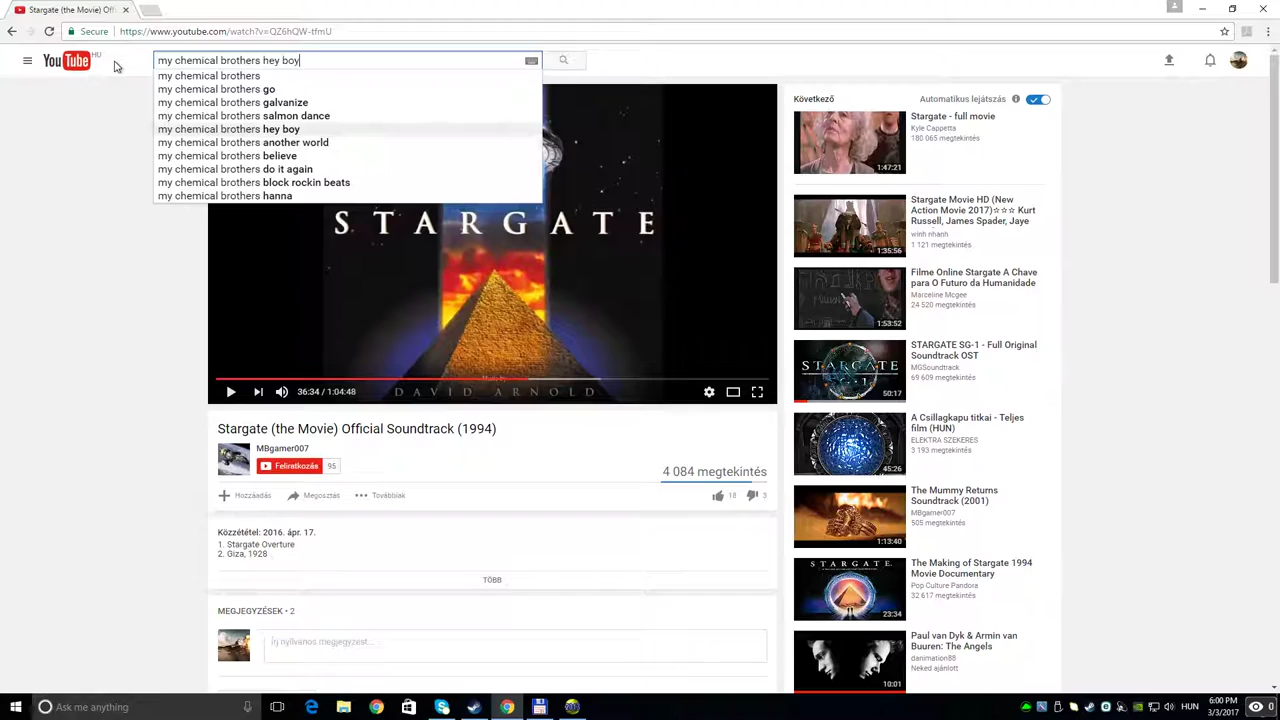 Stargate (the Movie) Offi
Secure
https://www.youtube.com/watch?v=QZ6hQW-tfmU
YouTube HU
my chemical brothers hey boy
my chemical brothers
my chemical brothers go
my chemical brothers galvanize
my chemical brothers salmon dance
my chemical brothers hey boy
my chemical brothers another world
my chemical brothers believe
my chemical brothers do it again
my chemical brothers block rockin beats
my chemical brothers hanna
STARGATE
DAVID ARNOLD
36:34 / 1:04:48
Stargate (the Movie) Official Soundtrack (1994)
MBgamer007
Feliratkozás 95
4 084 megtekintés
Hozzáadás Megosztás Továbbiak
18 3
Közzététel: 2016. ápr. 17.
1. Stargate Overture
2. Giza, 1928
TÖBB
MEGJEGYZÉSEK • 2
Írj nyilvános megjegyzést...
Következő
Automatikus lejátszás
Stargate - full movie
Kyle Cappetta
180 065 megtekintés
1:47:21
Stargate Movie HD (New
Action Movie 2017)☆☆☆ Kurt
Russell, James Spader, Jaye
winh nhanh
1 121 megtekintés
1:35:56
Filme Online Stargate A Chave
para O Futuro da Humanidade
Marceline Mcgee
24 520 megtekintés
1:53:52
STARGATE SG-1 - Full Original
Soundtrack OST
MGSoundtrack
69 609 megtekintés
STARGATE
SG·1
50:17
A Csillagkapu titkai - Teljes
film (HUN)
ELEKTRA SZEKERES
3 193 megtekintés
45:26
The Mummy Returns
Soundtrack (2001)
MBgamer007
505 megtekintés
1:13:40
The Making of Stargate 1994
Movie Documentary
Pop Culture Pandora
32 617 megtekintés
STARGATE
23:34
Paul van Dyk & Armin van
Buuren: The Angels
danimation88
Neked ajánlott
10:01
Ask me anything
HUN
6:00 PM
3/3/2017
0